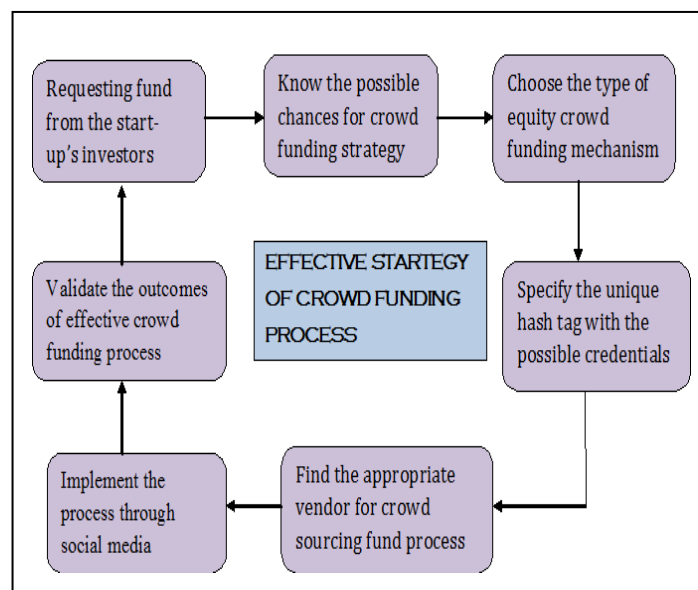 Requesting fund
from the start-
up's investors
Know the possible
chances for crowd
funding strategy
Choose the type of
equity crowd
funding mechanism
Validate the outcomes
of effective crowd
funding process
EFFECTIVE STARTEGY
OF CROWD FUNDING
PROCESS
Specify the unique
hash tag with the
possible credentials
Implement the
process through
social media
Find the appropriate
vendor for crowd
sourcing fund process